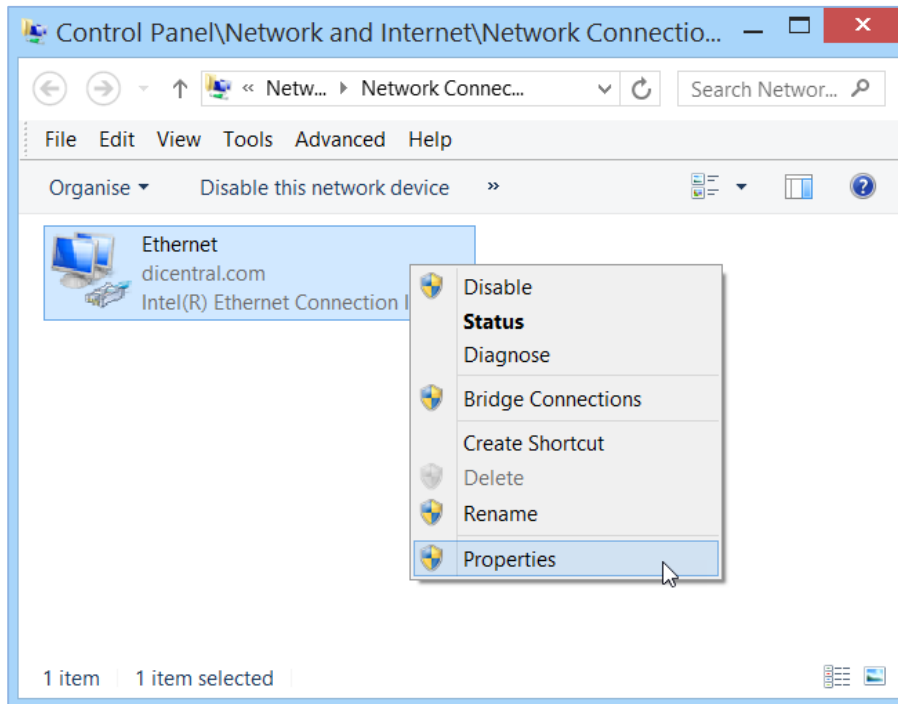 Control Panel\Network and Internet\Network Connectio...
« Netw... Network Connec... Search Networ...
File Edit View Tools Advanced Help
Organise Disable this network device »
Ethernet
dicentral.com
Intel(R) Ethernet Connection
Disable
Status
Diagnose
Bridge Connections
Create Shortcut
Delete
Rename
Properties
1 item 1 item selected